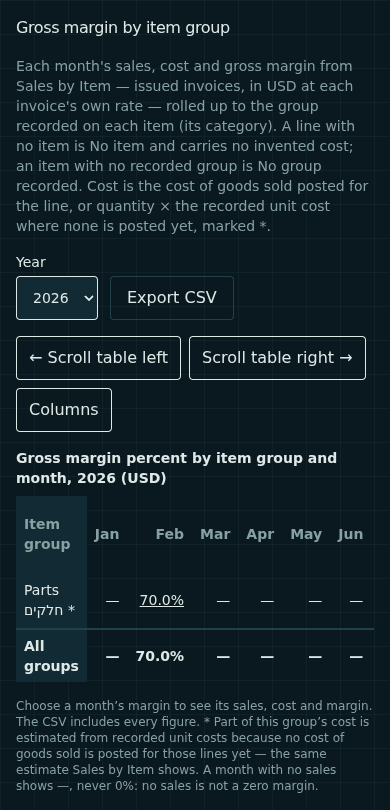 Gross margin by item group
Each month's sales, cost and gross margin from
Sales by Item — issued invoices, in USD at each
invoice's own rate — rolled up to the group
recorded on each item (its category). A line with
no item is No item and carries no invented cost;
an item with no recorded group is No group
recorded. Cost is the cost of goods sold posted for
the line, or quantity × the recorded unit cost
where none is posted yet, marked *.
Year
2026 Export CSV
← Scroll table left Scroll table right →
Columns
Gross margin percent by item group and
month, 2026 (USD)
Item group Jan Feb Mar Apr May Jun
Parts חלקים * — 70.0% — — — —
All groups — 70.0% — — — —
Choose a month’s margin to see its sales, cost and margin.
The CSV includes every figure. * Part of this group’s cost is
estimated from recorded unit costs because no cost of
goods sold is posted for those lines yet — the same
estimate Sales by Item shows. A month with no sales
shows —, never 0%: no sales is not a zero margin.